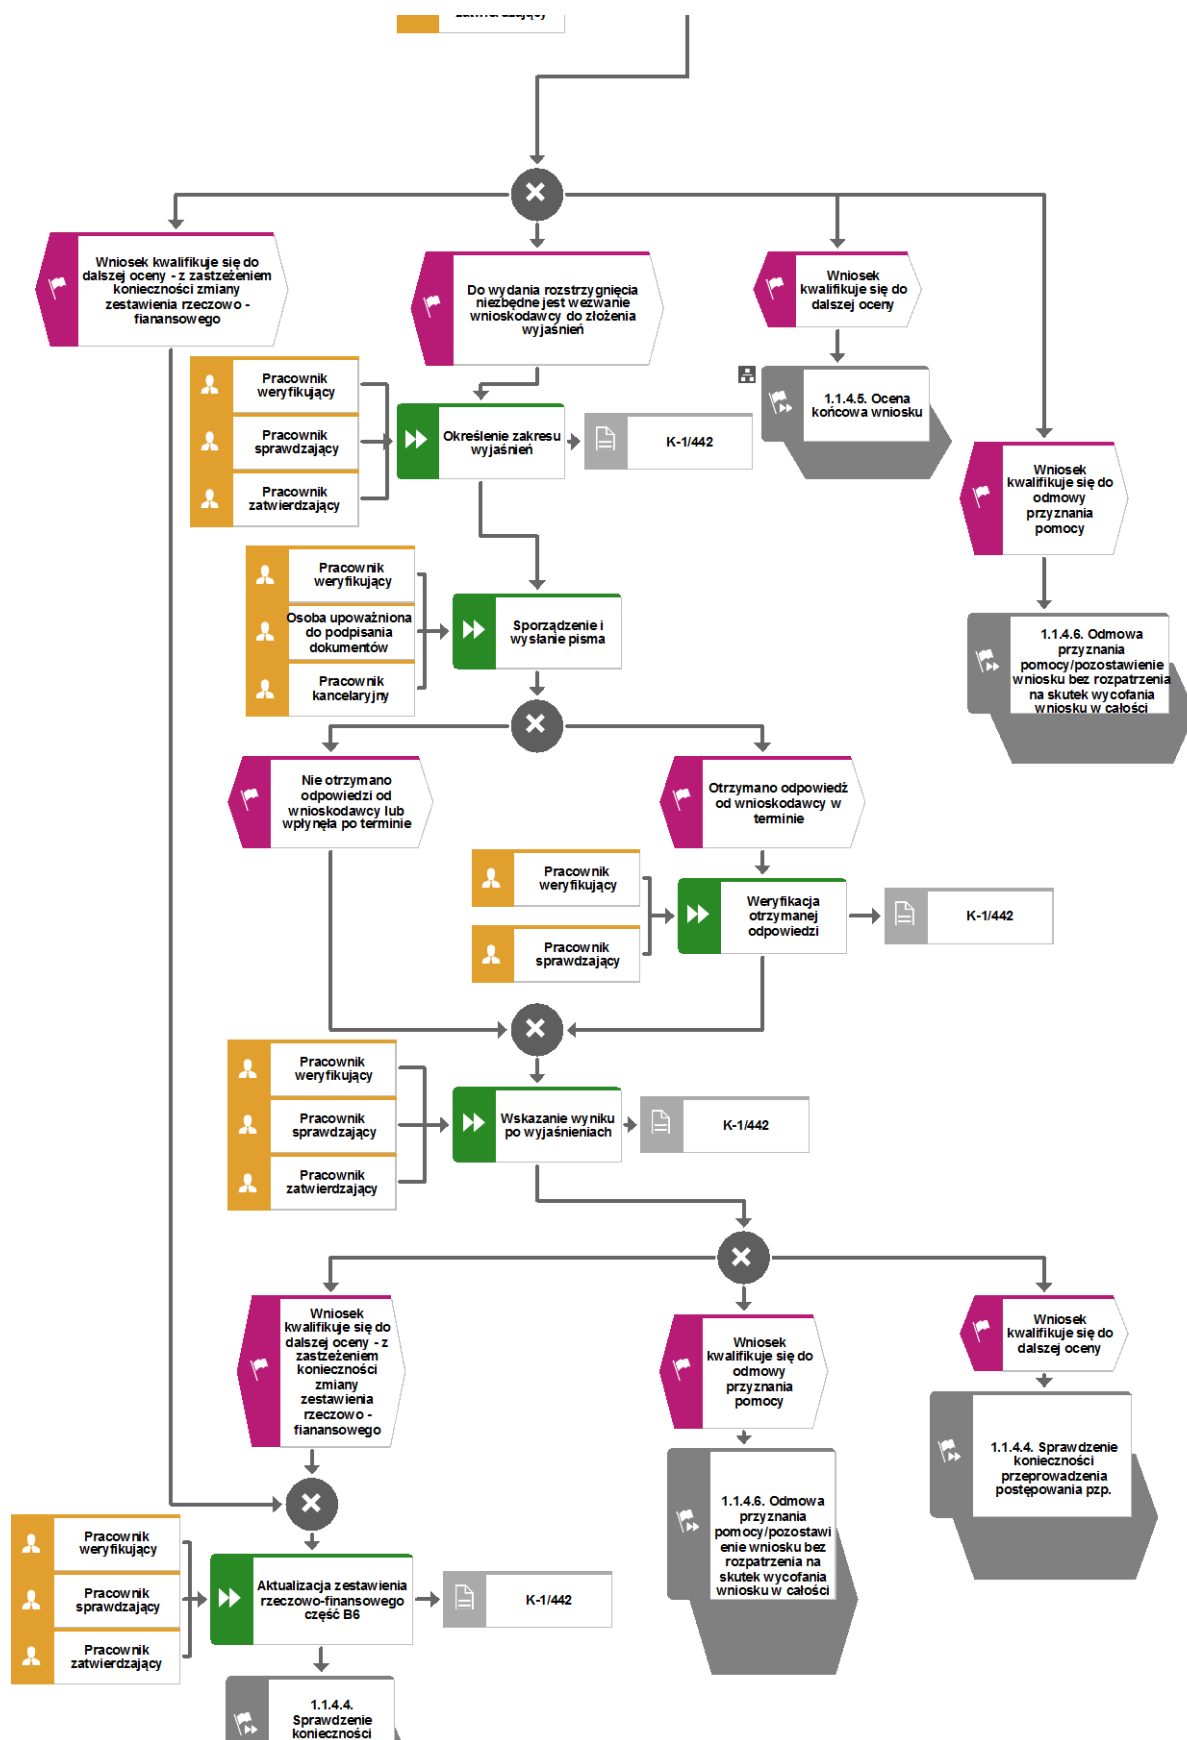 zatwierdzający
Wniosek kwalifikuje się do
dalszej oceny - z zastzeżeniem
konieczności zmiany
zestawienia rzeczowo -
fianansowego
Do wydania rozstrzygnięcia
niezbędne jest wezwanie
wnioskodawcy do złożenia
wyjaśnień
Wniosek
kwalifikuje się do
dalszej oceny
Pracownik
weryfikujący
Pracownik
sprawdzający
Pracownik
zatwierdzający
Określenie zakresu
wyjaśnień
K-1/442
1.1.4.5. Ocena
końcowa wniosku
Wniosek
kwalifikuje się do
odmowy
przyznania
pomocy
Pracownik
weryfikujący
Osoba upoważniona
do podpisania
dokumentów
Pracownik
kancelaryjny
Sporządzenie i
wysłanie pisma
1.1.4.6. Odmowa
przyznania
pomocy/pozostawienie
wniosku bez rozpatrzenia
na skutek wycofania
wniosku w całości
Nie otrzymano
odpowiedzi od
wnioskodawcy lub
wpłynęła po terminie
Otrzymano odpowiedź
od wnioskodawcy w
terminie
Pracownik
weryfikujący
Pracownik
sprawdzający
Weryfikacja
otrzymanej
odpowiedzi
K-1/442
Pracownik
weryfikujący
Pracownik
sprawdzający
Pracownik
zatwierdzający
Wskazanie wyniku
po wyjaśnieniach
K-1/442
Wniosek
kwalifikuje się do
dalszej oceny - z
zastzeżeniem
konieczności
zmiany
zestawienia
rzeczowo -
fianansowego
Wniosek
kwalifikuje się do
odmowy
przyznania
pomocy
Wniosek
kwalifikuje się do
dalszej oceny
1.1.4.4. Sprawdzenie
konieczności
przeprowadzenia
postępowania pzp.
1.1.4.6. Odmowa
przyznania
pomocy/pozostawi
enie wniosku bez
rozpatrzenia na
skutek wycofania
wniosku w całości
Pracownik
weryfikujący
Pracownik
sprawdzający
Pracownik
zatwierdzający
Aktualizacja zestawienia
rzeczowo-finansowego
część B6
K-1/442
1.1.4.4.
Sprawdzenie
konieczności